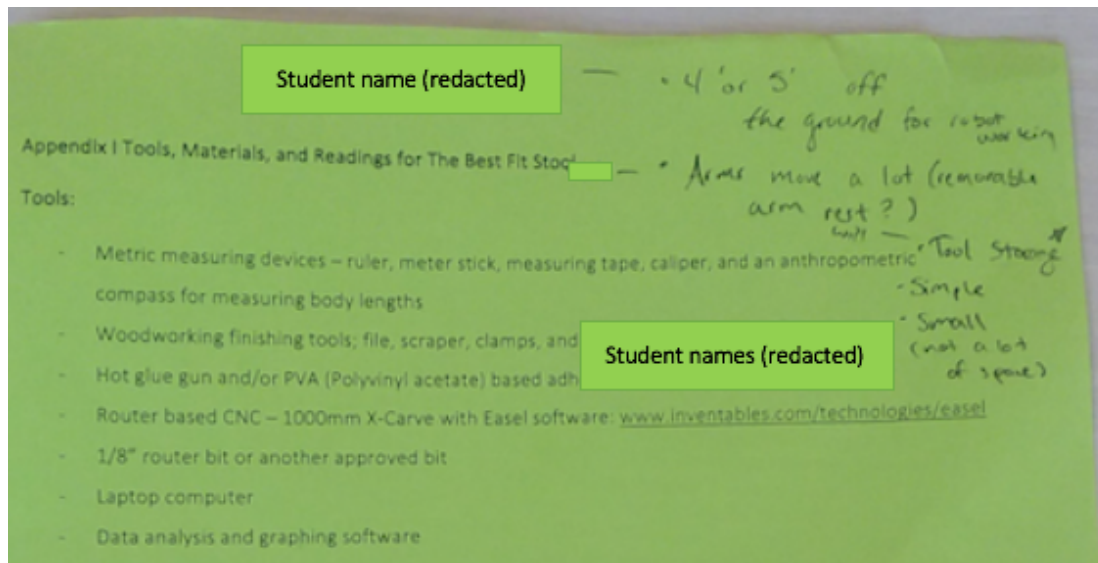 Student name (redacted)
— • 4' or 5' off
the ground for robot
working
Appendix I Tools, Materials, and Readings for The Best Fit Stool
— • Arms move a lot (removable
arm rest?)
Tools:
• Tool Storage
- Metric measuring devices – ruler, meter stick, measuring tape, caliper, and an anthropometric
compass for measuring body lengths
- Simple
- Woodworking finishing tools; file, scraper, clamps, and
• Small
(not a lot
of space)
Student names (redacted)
- Hot glue gun and/or PVA (Polyvinyl acetate) based adh
- Router based CNC – 1000mm X-Carve with Easel software: www.inventables.com/technologies/easel
- 1/8" router bit or another approved bit
- Laptop computer
- Data analysis and graphing software